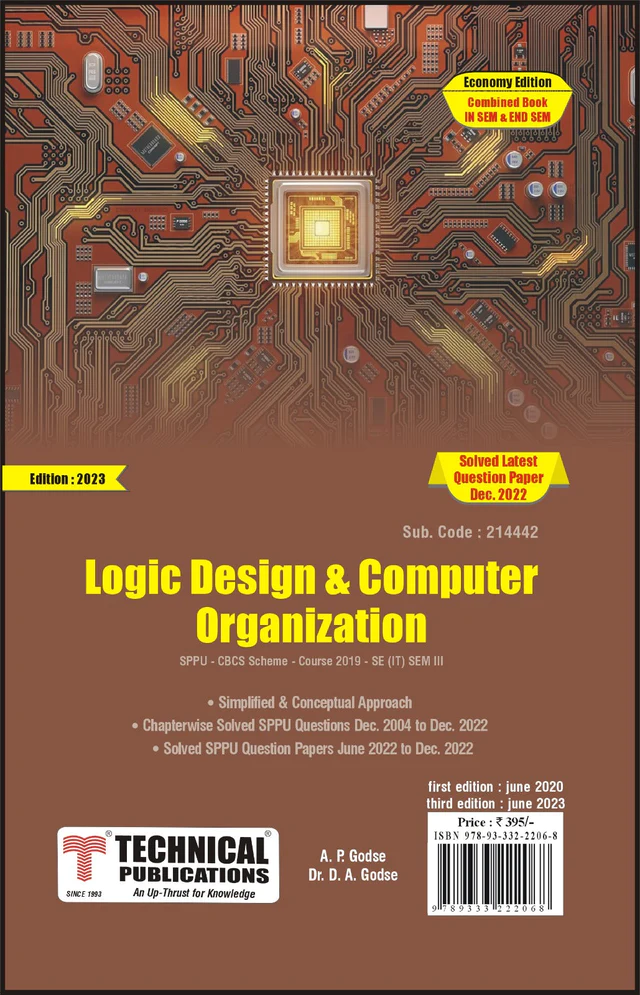 Economy Edition
Combined Book
IN SEM & END SEM
Edition : 2023
Solved Latest
Question Paper
Dec. 2022
Sub. Code : 214442
Logic Design & Computer
Organization
SPPU - CBCS Scheme - Course 2019 - SE (IT) SEM III
• Simplified & Conceptual Approach
• Chapterwise Solved SPPU Questions Dec. 2004 to Dec. 2022
• Solved SPPU Question Papers June 2022 to Dec. 2022
first edition : june 2020
third edition : june 2023
Price : ₹ 395/-
ISBN 978-93-332-2206-8
9 789333 222068
® TECHNICAL ®
PUBLICATIONS
SINCE 1993 An Up-Thrust for Knowledge
A. P. Godse
Dr. D. A. Godse